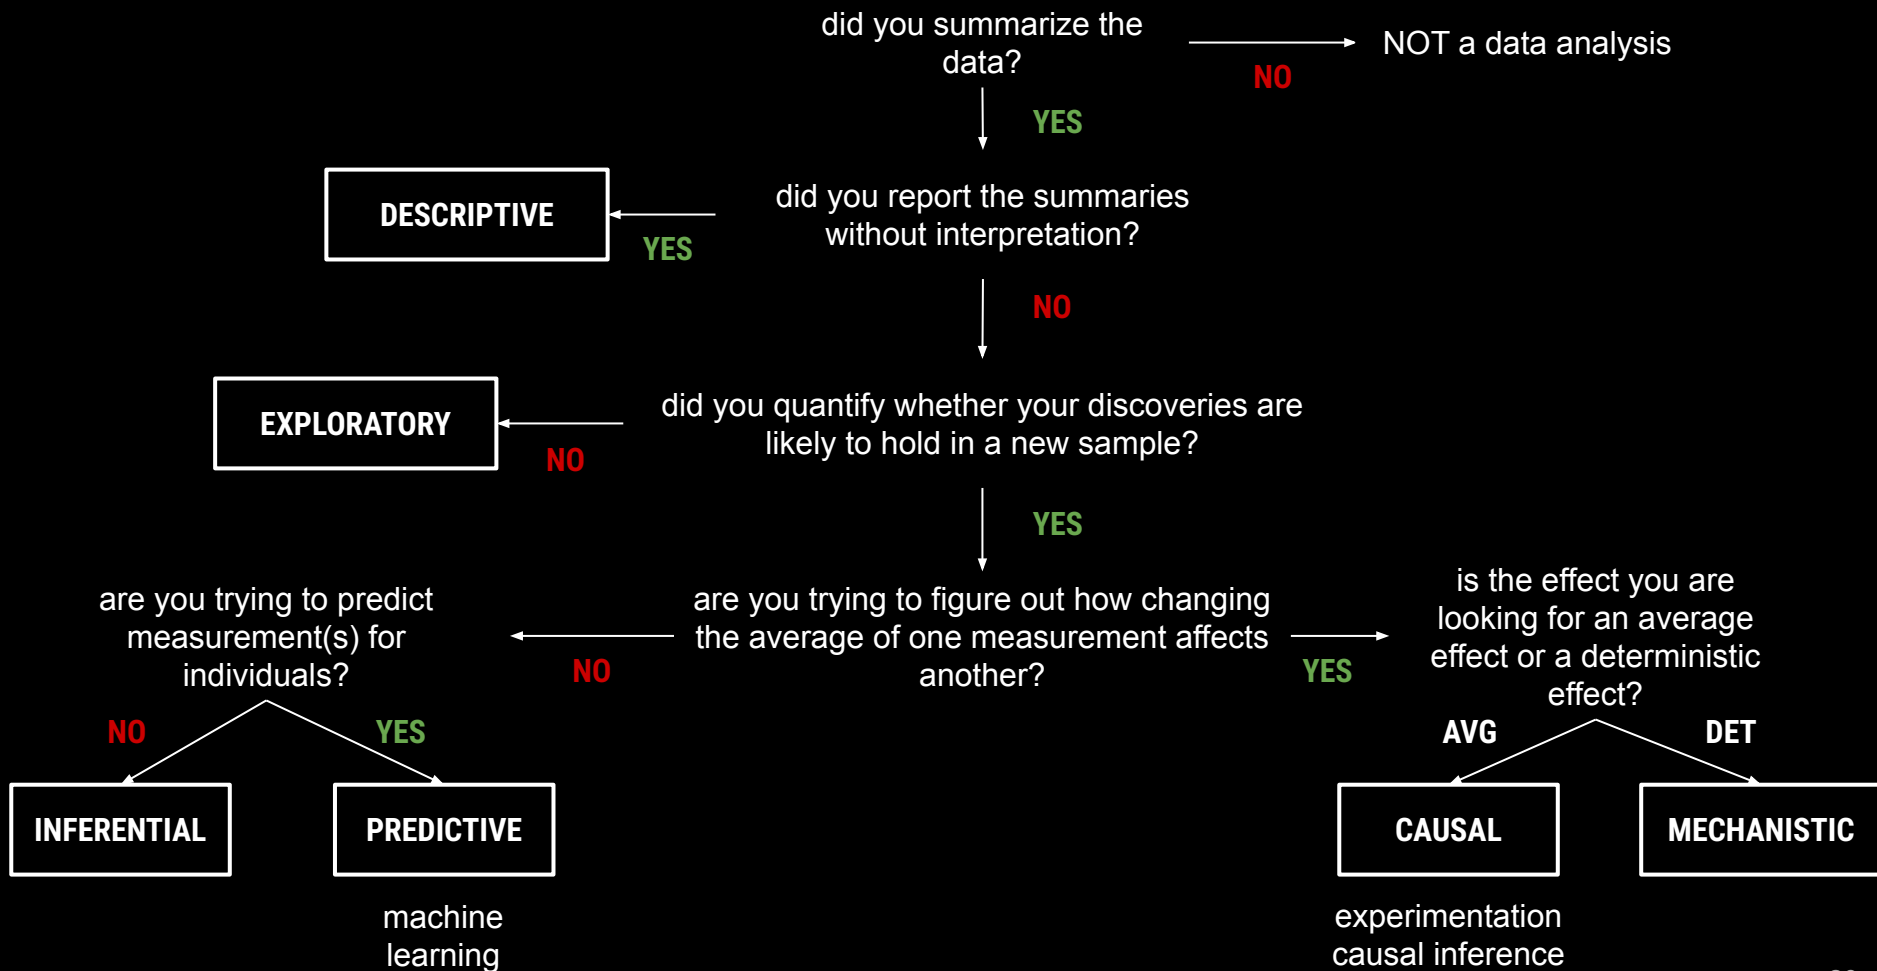 did you summarize the
data?
NOT a data analysis
NO
YES
did you report the summaries
without interpretation?
DESCRIPTIVE
YES
NO
did you quantify whether your discoveries are
likely to hold in a new sample?
EXPLORATORY
NO
YES
are you trying to predict
measurement(s) for
individuals?
are you trying to figure out how changing
the average of one measurement affects
another?
is the effect you are
looking for an average
effect or a deterministic
effect?
NO
YES
NO
YES
AVG
DET
INFERENTIAL
PREDICTIVE
CAUSAL
MECHANISTIC
machine
learning
experimentation
causal inference